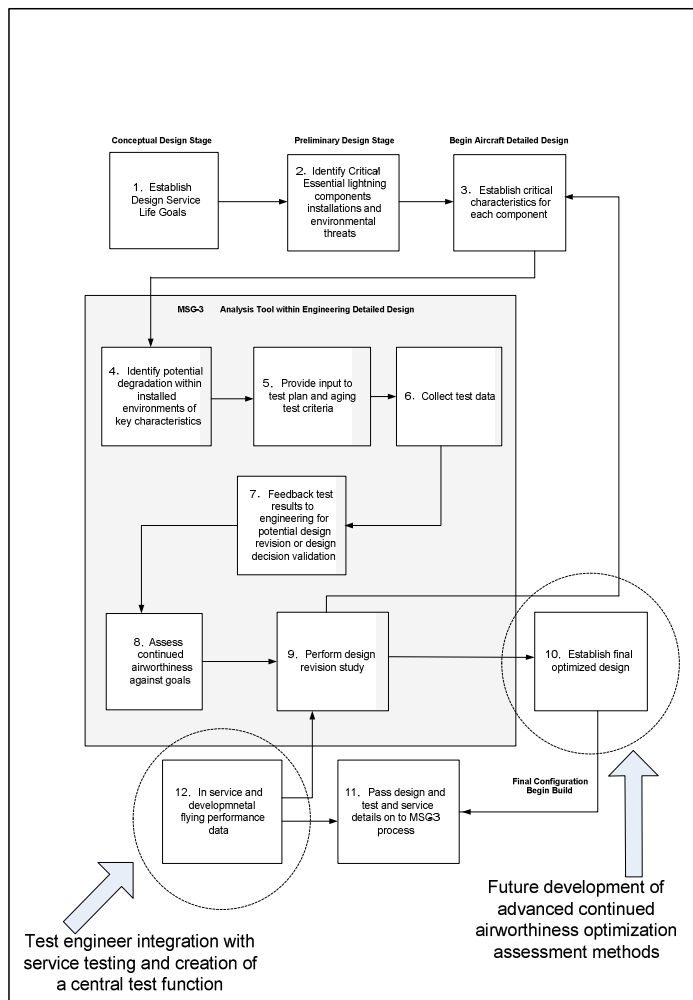 Conceptual Design Stage
Preliminary Design Stage
Begin Aircraft Detailed Design
1. Establish
Design Service
Life Goals
2. Identify Critical
Essential lightning
components
installations and
environmental
threats
3. Establish critical
characteristics for
each component
MSG-3 Analysis Tool within Engineering Detailed Design
4. Identify potential
degradation within
installed
environments of
key characteristics
5. Provide input to
test plan and aging
test criteria
6. Collect test data
7. Feedback test
results to
engineering for
potential design
revision or design
decision validation
8. Assess
continued
airworthiness
against goals
9. Perform design
revision study
10. Establish final
optimized design
12. In service and
developmnetal
flying performance
data
11. Pass design and
test and service
details on to MSG-3
process
Final Configuration
Begin Build
Test engineer integration with
service testing and creation of
a central test function
Future development of
advanced continued
airworthiness optimization
assessment methods